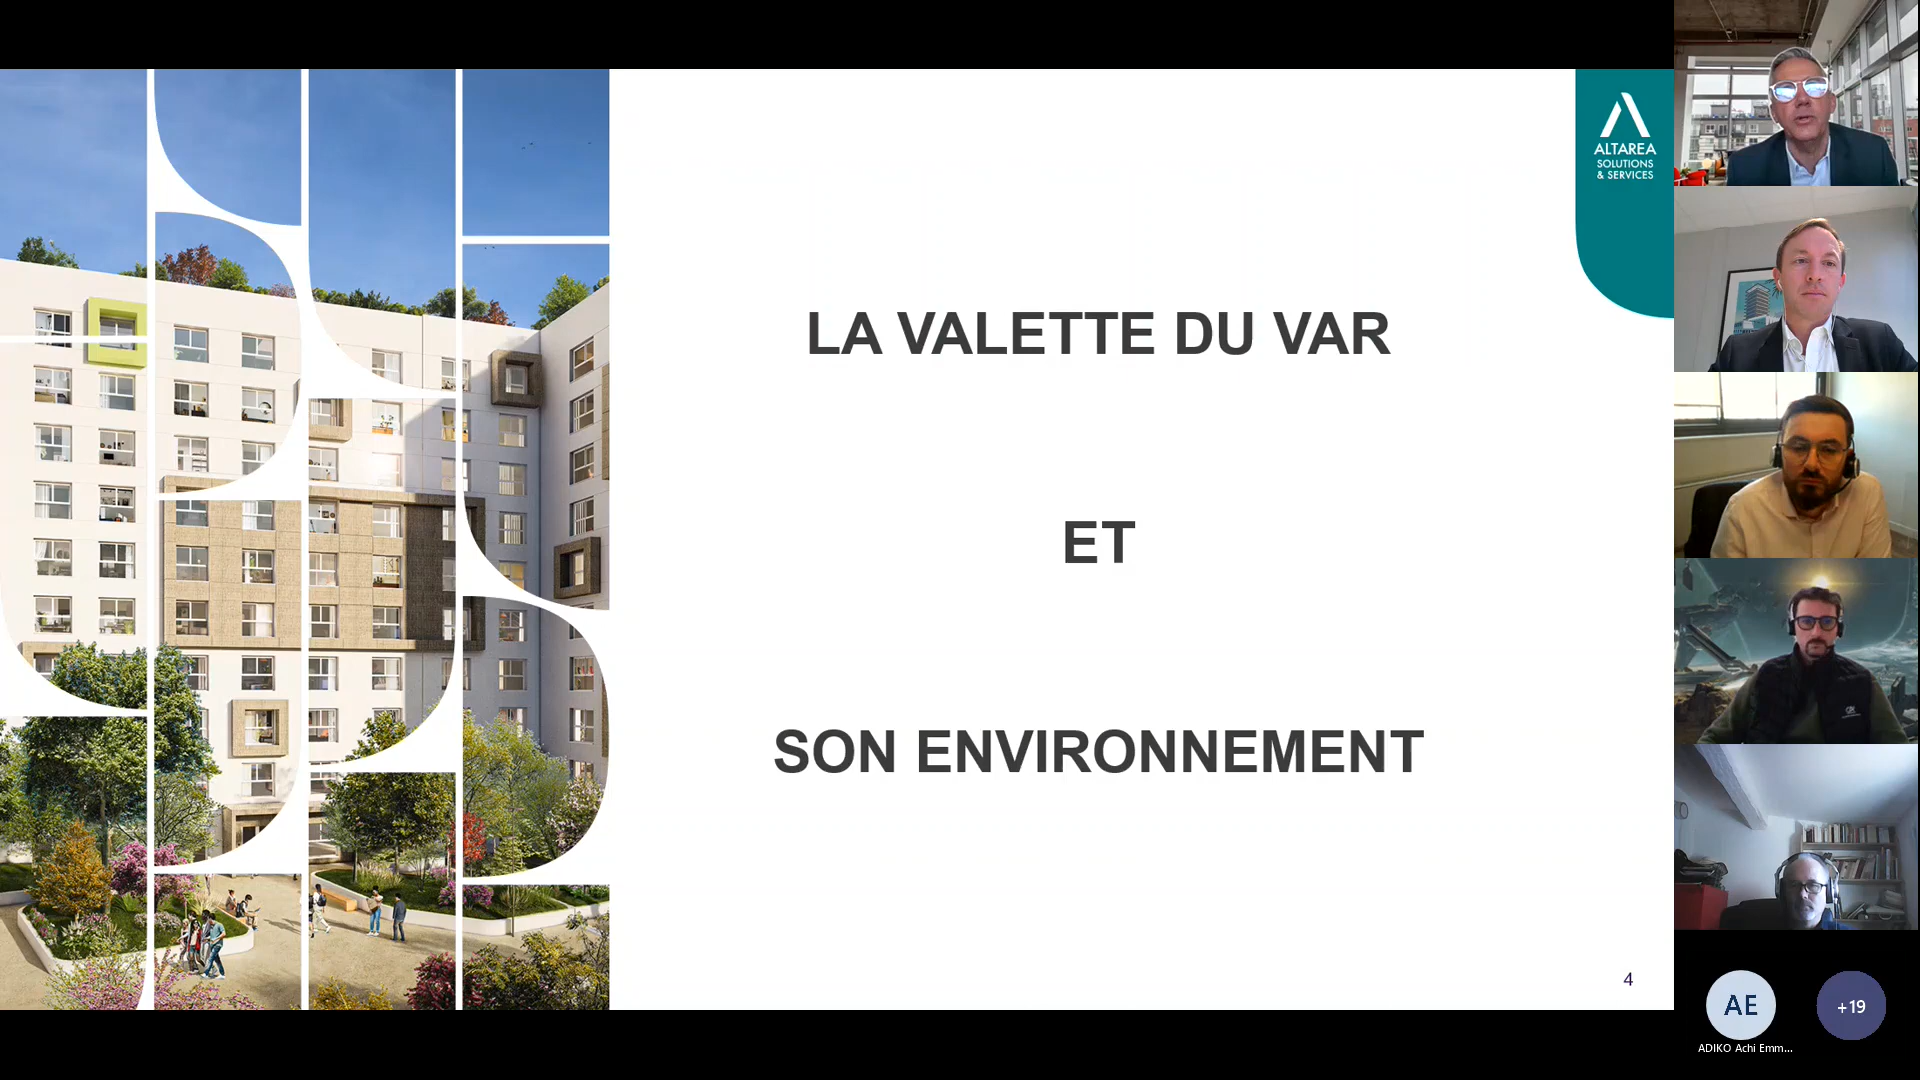 ALTAREA
SOLUTIONS
& SERVICES
LA VALETTE DU VAR
ET
SON ENVIRONNEMENT
4
AE
+19
ADIKO Achi Emm...